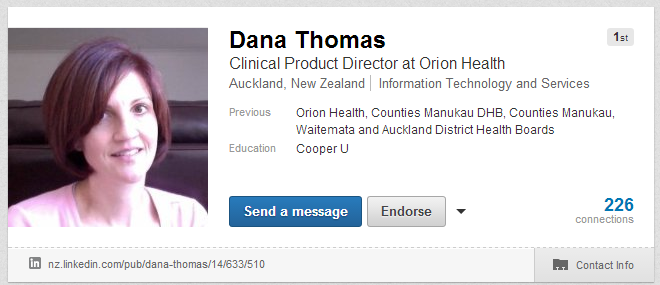 Dana Thomas
1st
Clinical Product Director at Orion Health
Auckland, New Zealand | Information Technology and Services
Previous Orion Health, Counties Manukau DHB, Counties Manukau,
Waitemata and Auckland District Health Boards
Education Cooper U
Send a message Endorse 226
connections
in nz.linkedin.com/pub/dana-thomas/14/633/510 Contact Info